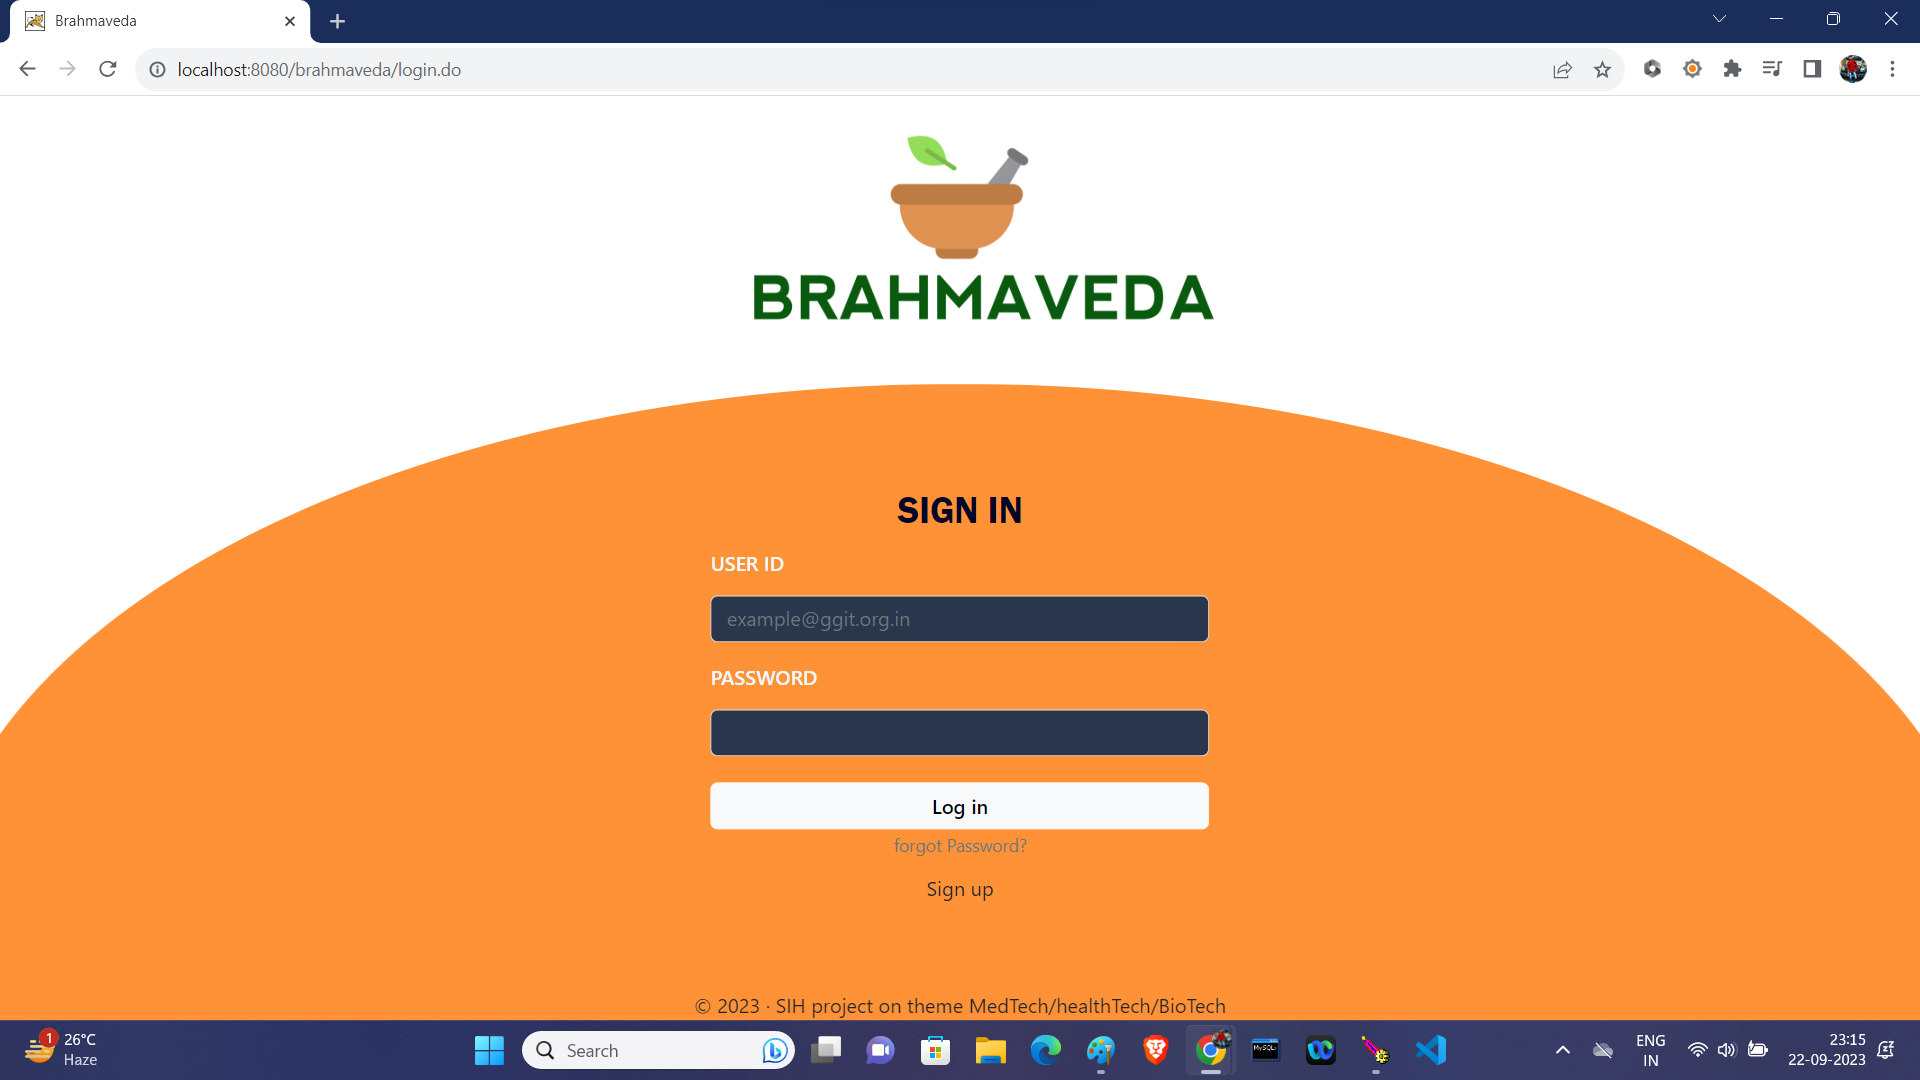 Brahmaveda
localhost:8080/brahmaveda/login.do
BRAHMAVEDA
SIGN IN
USER ID
example@ggit.org.in
PASSWORD
Log in
forgot Password?
Sign up
© 2023 · SIH project on theme MedTech/healthTech/BioTech
1
26°C
Haze
Search
MySQL
ENG
IN
23:15
22-09-2023